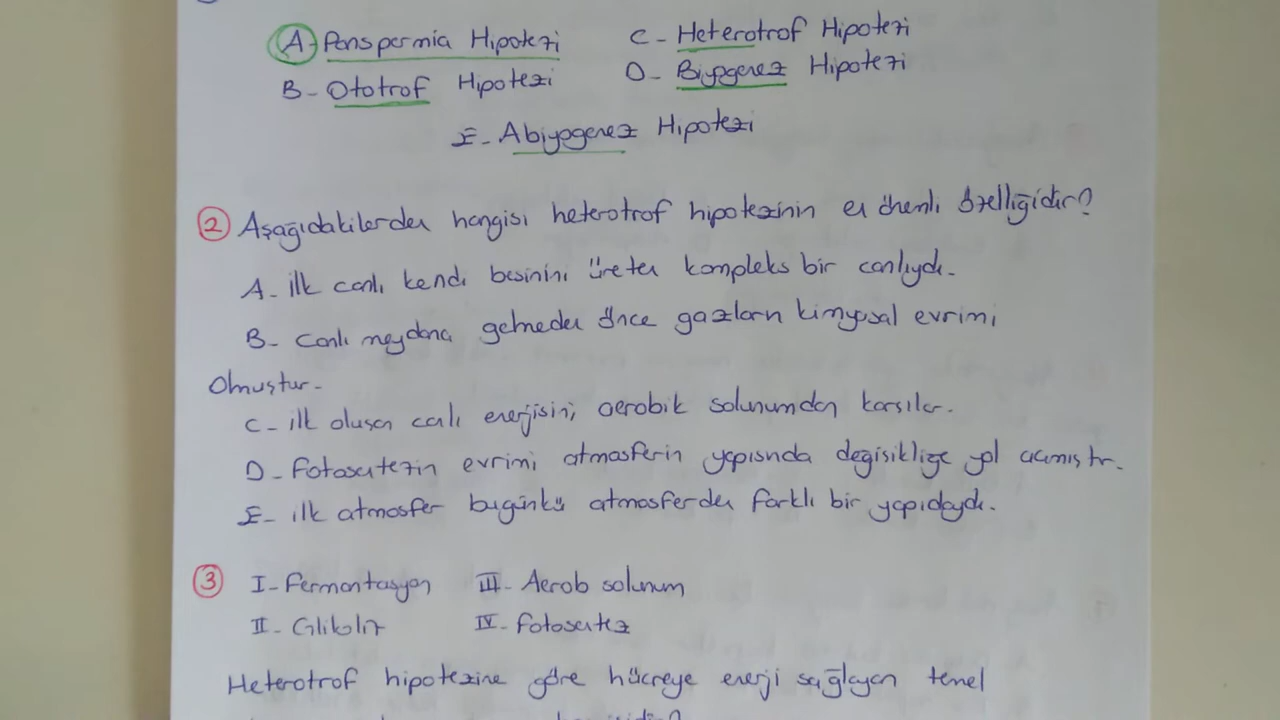 A- Panspermia Hipotezi C- Heterotrof Hipotezi
B- Ototrof Hipotezi D- Biyogenez Hipotezi
E- Abiyogenez Hipotezi
2 Aşağıdakilerden hangisi heterotrof hipotezinin en önemli özelliğidir?
A- ilk canlı kendi besinini üreten kompleks bir canlıydı.
B- Canlı meydana gelmeden önce gazların kimyasal evrimi
Olmuştur-
C- ilk oluşan canlı enerjisini aerobik solunumdan karşılar.
D- Fotosentezin evrimi atmosferin yapısında değişikliğe yol açmıştır.
E- ilk atmosfer bugünkü atmosferden farklı bir yapıdaydı.
3 I- Fermantasyon III- Aerob solunum
II- Glikoliz IV- Fotosentez
Heterotrof hipotezine göre hücreye enerji sağlayan temel